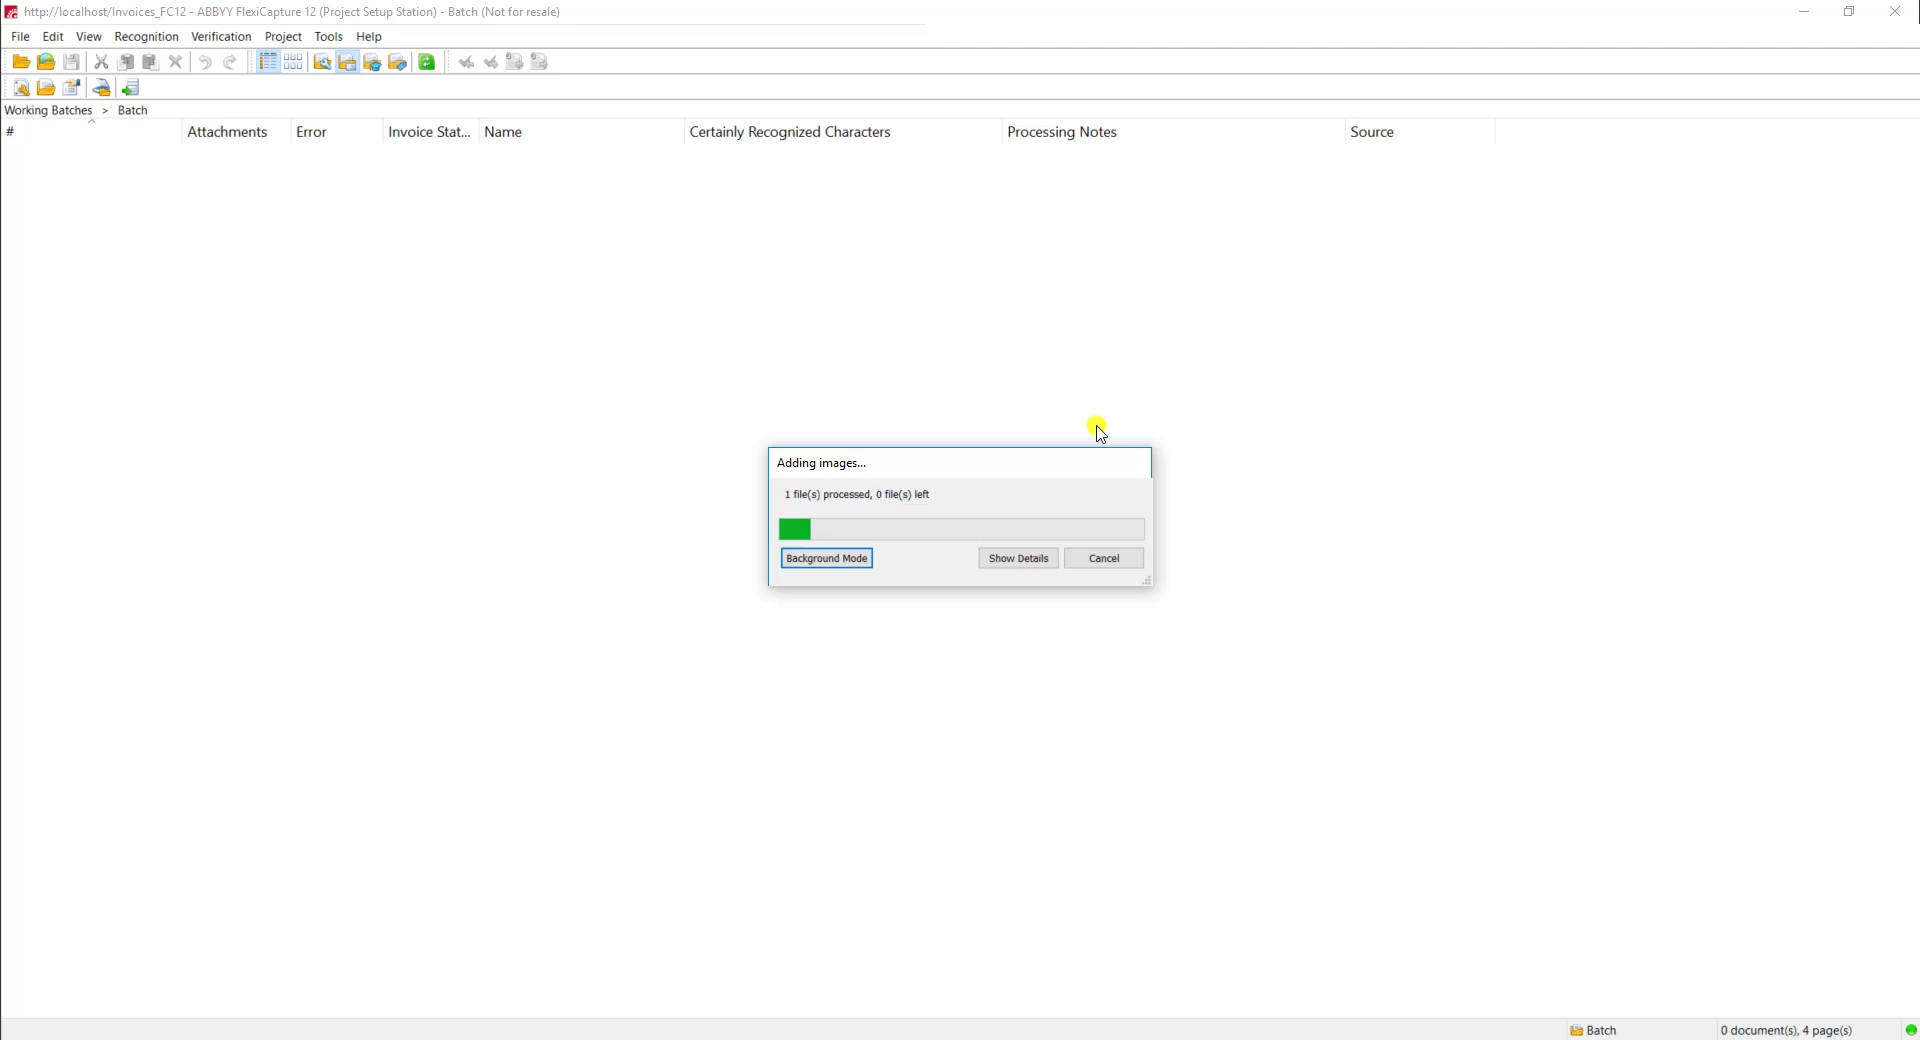 http://localhost/Invoices_FC12 - ABBYY FlexiCapture 12 (Project Setup Station) - Batch (Not for resale)
File Edit View Recognition Verification Project Tools Help
Working Batches > Batch
# Attachments Error Invoice Stat... Name Certainly Recognized Characters Processing Notes Source
Adding images...
1 file(s) processed, 0 file(s) left
Background Mode Show Details Cancel
Batch 0 document(s), 4 page(s)